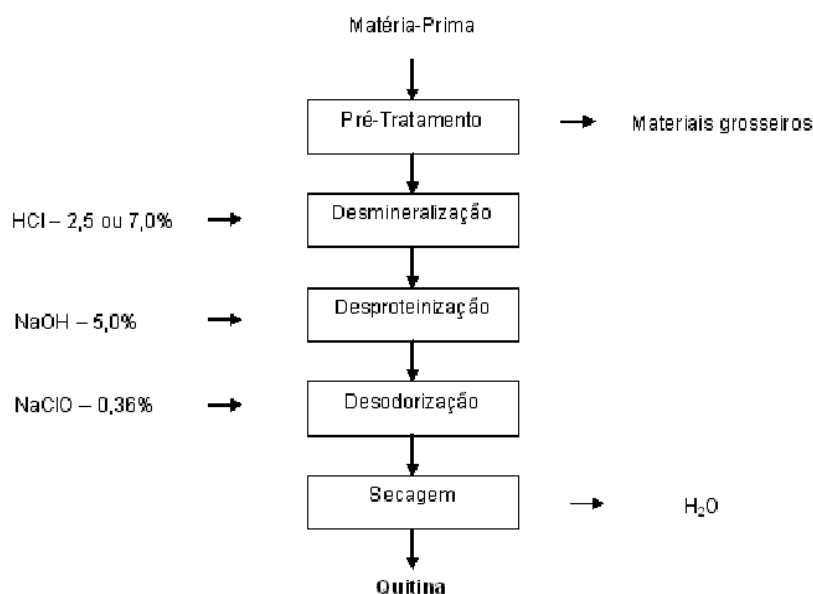 Matéria-Prima
Pré-Tratamento
Materiais grosseiros
HCl – 2,5 ou 7,0%
Desmineralização
NaOH – 5,0%
Desproteinização
NaClO – 0,36%
Desodorização
Secagem
H₂O
Quitina